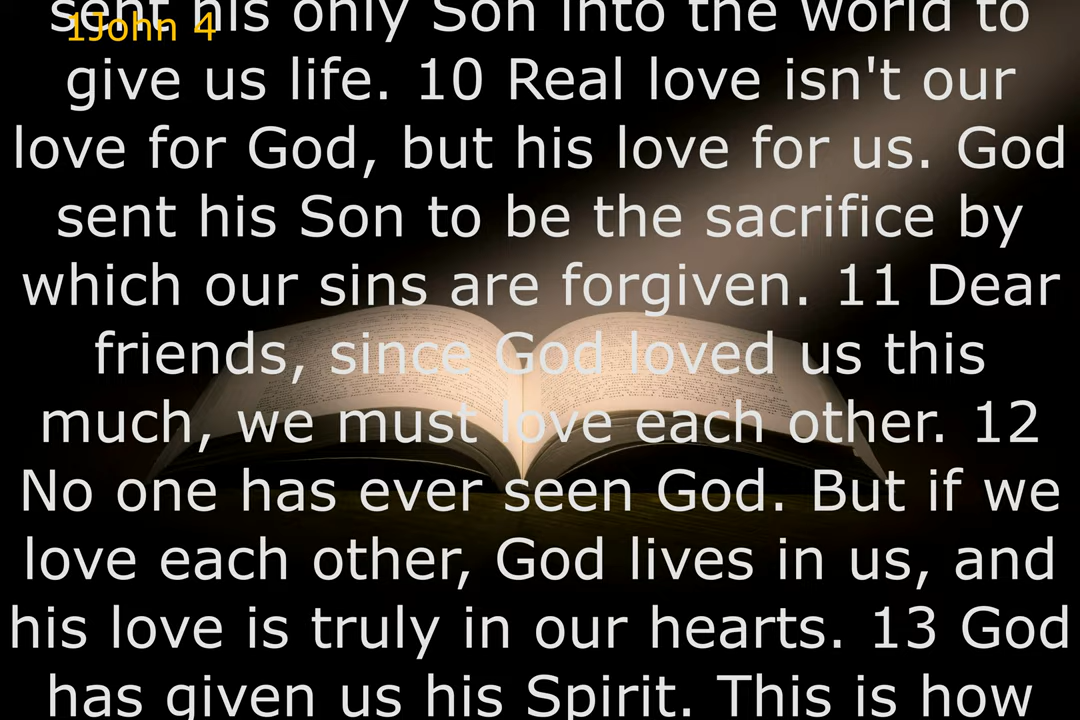 1John 4
sent his only Son into the world to
give us life. 10 Real love isn't our
love for God, but his love for us. God
sent his Son to be the sacrifice by
which our sins are forgiven. 11 Dear
friends, since God loved us this
much, we must love each other. 12
No one has ever seen God. But if we
love each other, God lives in us, and
his love is truly in our hearts. 13 God
has given us his Spirit. This is how